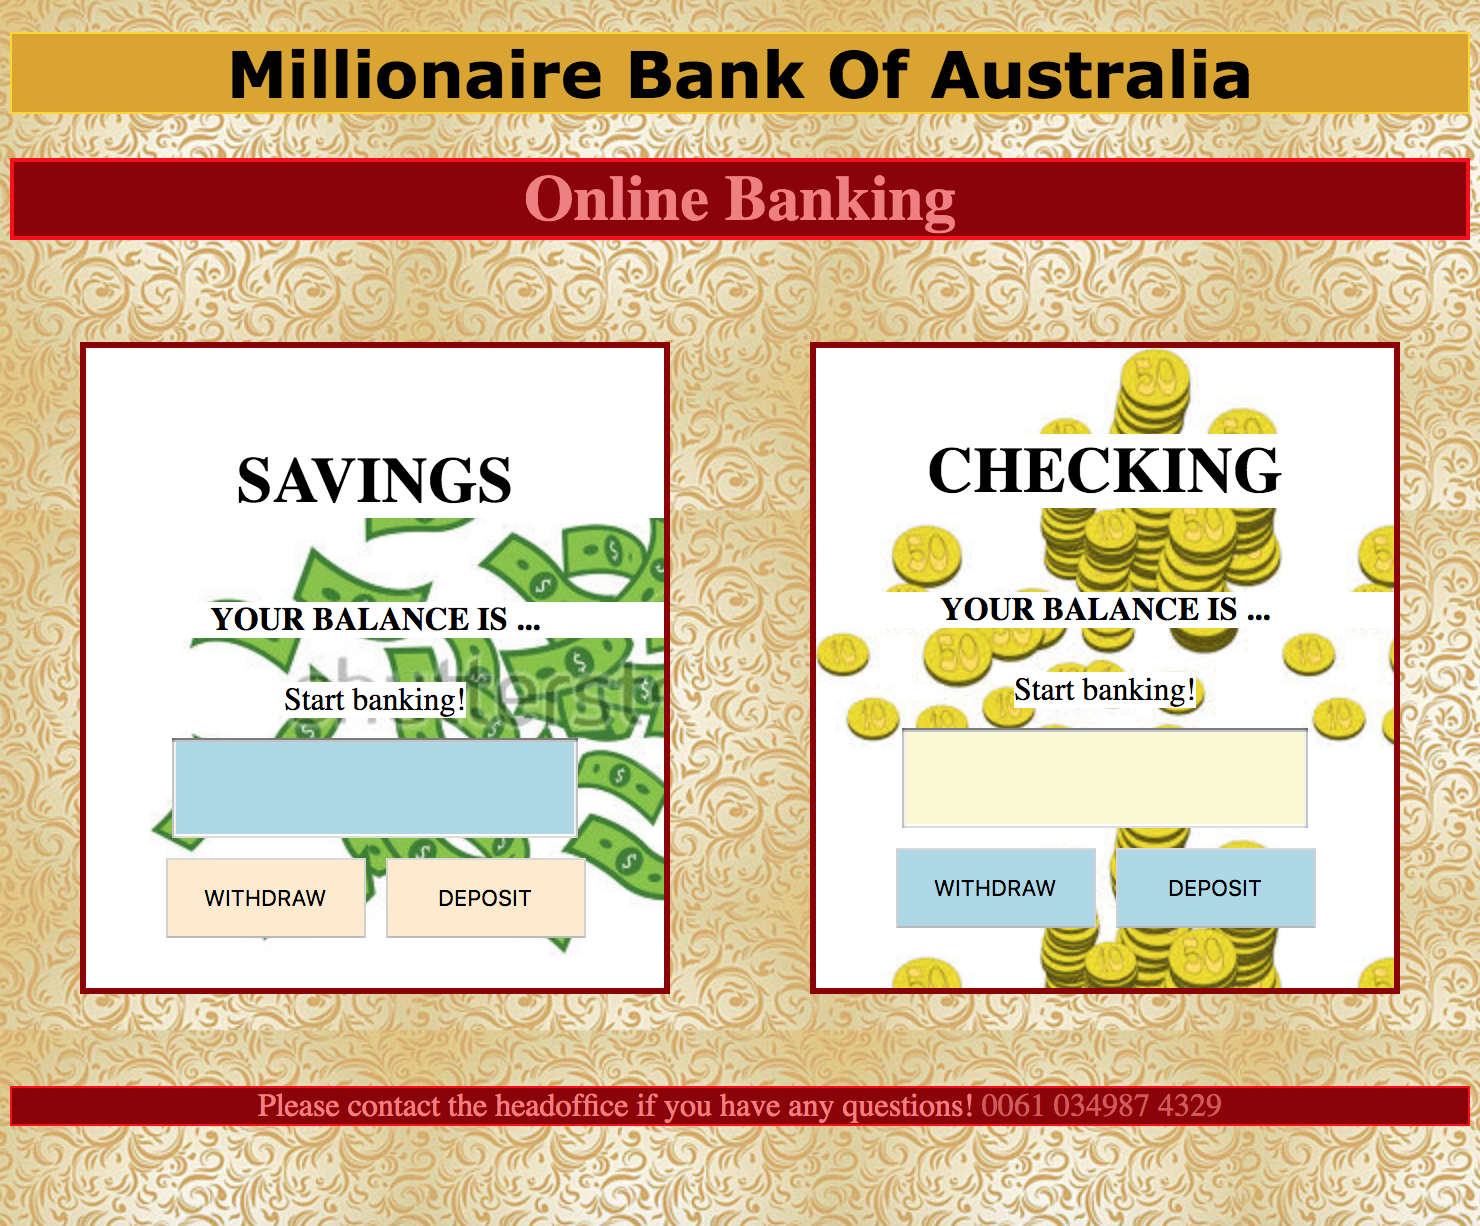 Millionaire Bank Of Australia
Online Banking
SAVINGS
YOUR BALANCE IS ...
Start banking!
WITHDRAW DEPOSIT
CHECKING
YOUR BALANCE IS ...
Start banking!
WITHDRAW DEPOSIT
Please contact the headoffice if you have any questions! 0061 034987 4329